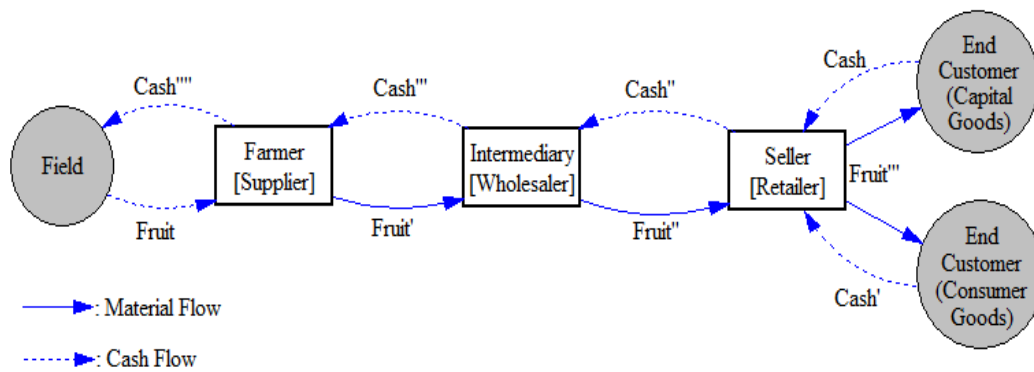 Cash''''
Cash'''
Cash''
Cash
End
Customer
(Capital
Goods)
Field
Farmer
[Supplier]
Intermediary
[Wholesaler]
Seller
[Retailer]
Fruit'''
Fruit
Fruit'
Fruit''
Cash'
End
Customer
(Consumer
Goods)
: Material Flow
: Cash Flow